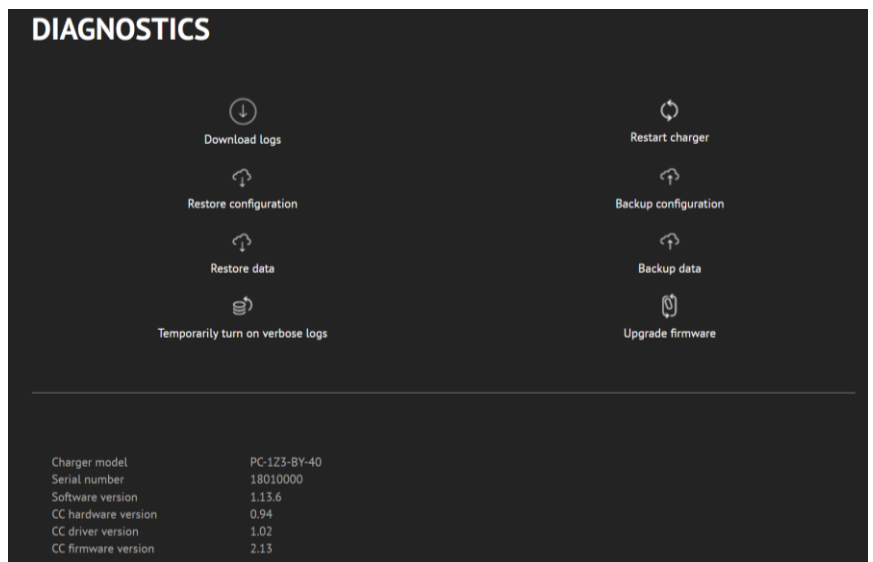 DIAGNOSTICS
Download logs
Restart charger
Restore configuration
Backup configuration
Restore data
Backup data
Temporarily turn on verbose logs
Upgrade firmware
Charger model PC-1Z3-BY-40
Serial number 18010000
Software version 1.13.6
CC hardware version 0.94
CC driver version 1.02
CC firmware version 2.13